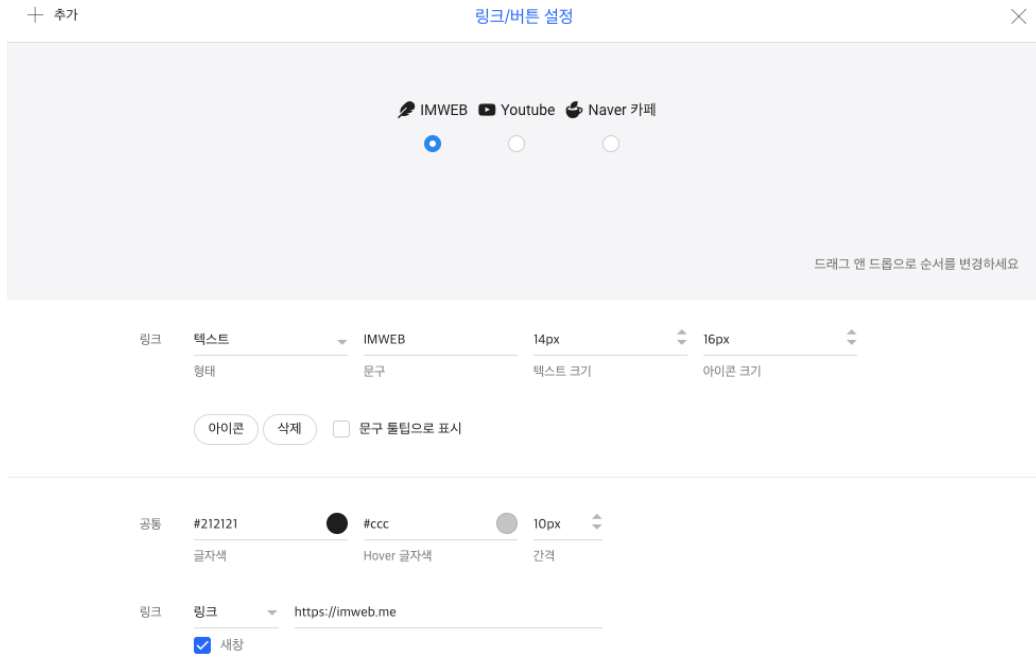 추가 링크/버튼 설정
IMWEB Youtube Naver 카페
드래그 앤 드롭으로 순서를 변경하세요
링크 텍스트 IMWEB 14px 16px
형태 문구 텍스트 크기 아이콘 크기
아이콘 삭제 문구 툴팁으로 표시
공통 #212121 #ccc 10px
글자색 Hover 글자색 간격
링크 링크 https://imweb.me
새창